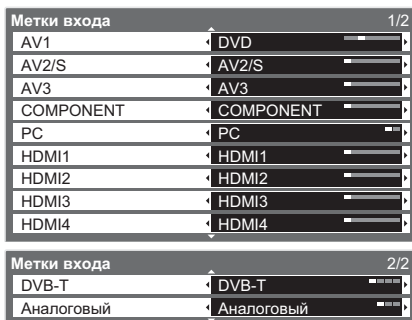 Метки входа 1/2
AV1 DVD
AV2/S AV2/S
AV3 AV3
COMPONENT COMPONENT
PC PC
HDMI1 HDMI1
HDMI2 HDMI2
HDMI3 HDMI3
HDMI4 HDMI4
Метки входа 2/2
DVB-T DVB-T
Аналоговый Аналоговый